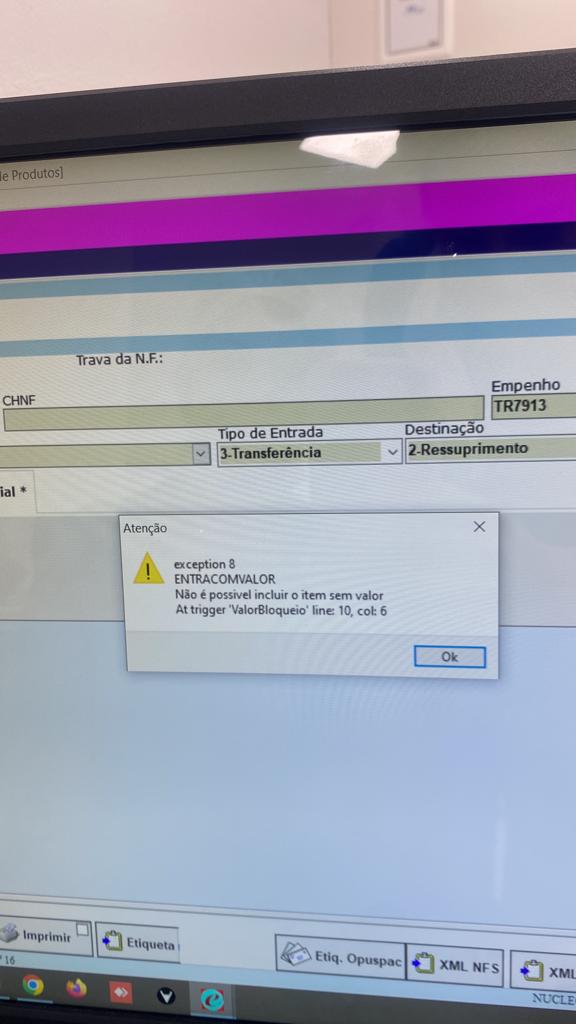 de Produtos]
Trava da N.F.:
CHNF
Empenho
TR7913
Tipo de Entrada
Destinação
3-Transferência
2-Ressuprimento
ial *
Atenção
exception 8
ENTRACOMVALOR
Não é possivel incluir o item sem valor
At trigger 'ValorBloqueio' line: 10, col: 6
Ok
Imprimir
Etiqueta
Etiq. Opuspac
XML NFS
XML
16
NUCLEO